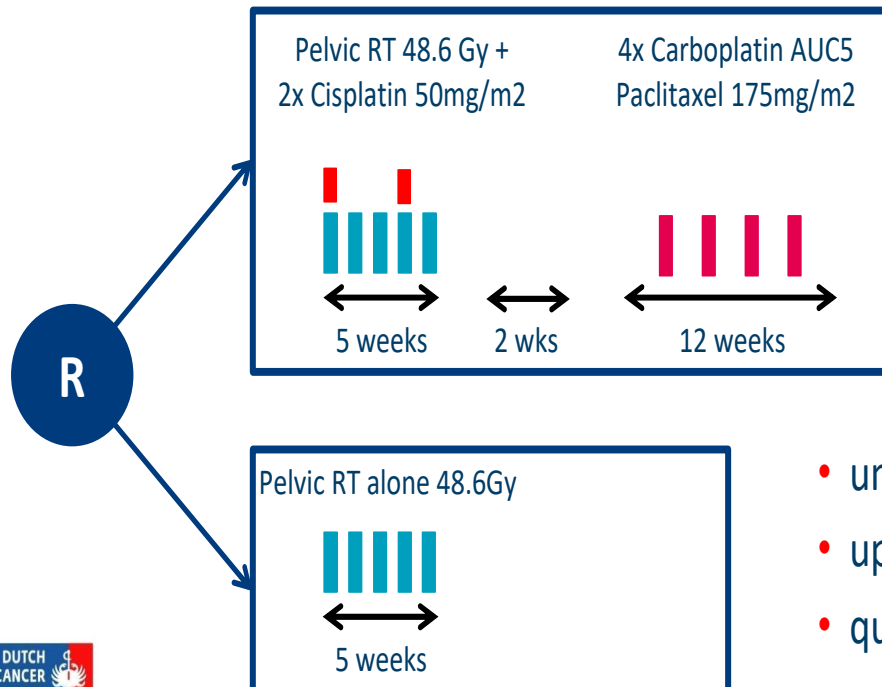 Pelvic RT 48.6 Gy +
2x Cisplatin 50mg/m2
4x Carboplatin AUC5
Paclitaxel 175mg/m2
5 weeks
2 wks
12 weeks
R
Pelvic RT alone 48.6Gy
5 weeks
DUTCH
CANCER